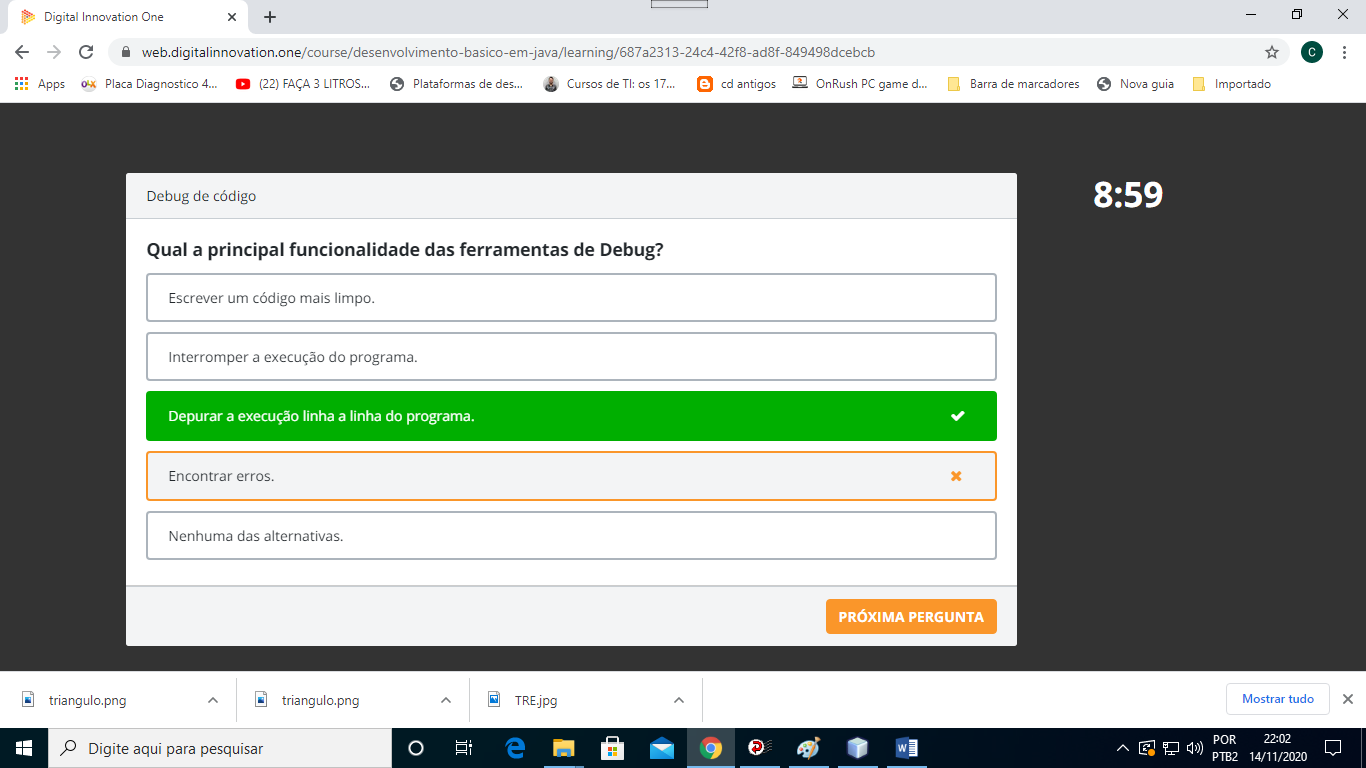 Digital Innovation One
web.digitalinnovation.one/course/desenvolvimento-basico-em-java/learning/687a2313-24c4-42f8-ad8f-849498dcebcb
C
Apps
Placa Diagnostico 4...
(22) FAÇA 3 LITROS...
Plataformas de des...
Cursos de TI: os 17...
cd antigos
OnRush PC game d...
Barra de marcadores
Nova guia
Importado
Debug de código
8:59
Qual a principal funcionalidade das ferramentas de Debug?
Escrever um código mais limpo.
Interromper a execução do programa.
Depurar a execução linha a linha do programa.
Encontrar erros.
Nenhuma das alternativas.
PRÓXIMA PERGUNTA
triangulo.png
triangulo.png
TRE.jpg
Mostrar tudo
Digite aqui para pesquisar
POR
PTB2
22:02
14/11/2020